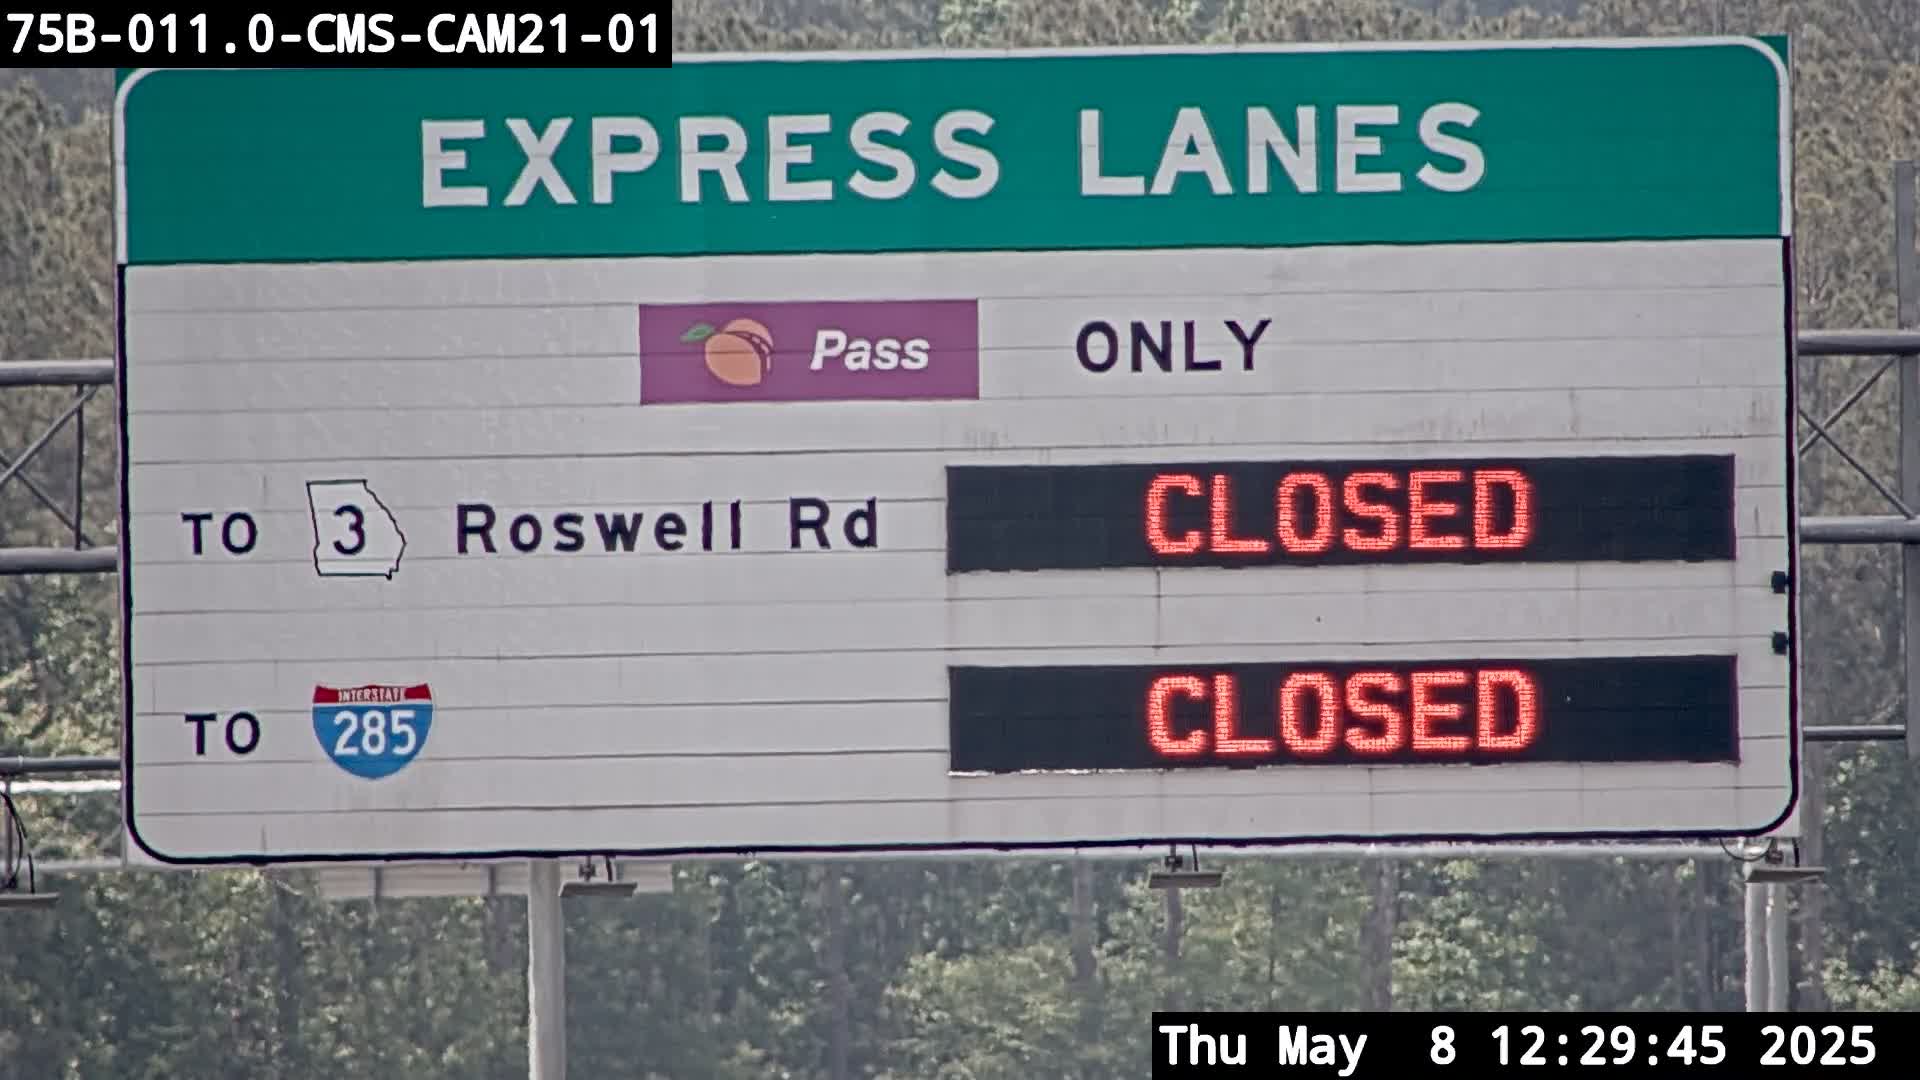 75B-011.0-CMS-CAM21-01
EXPRESS LANES
Pass ONLY
TO 3 Roswell Rd CLOSED
INTERSTATE
TO 285 CLOSED
Thu May 8 12:29:45 2025